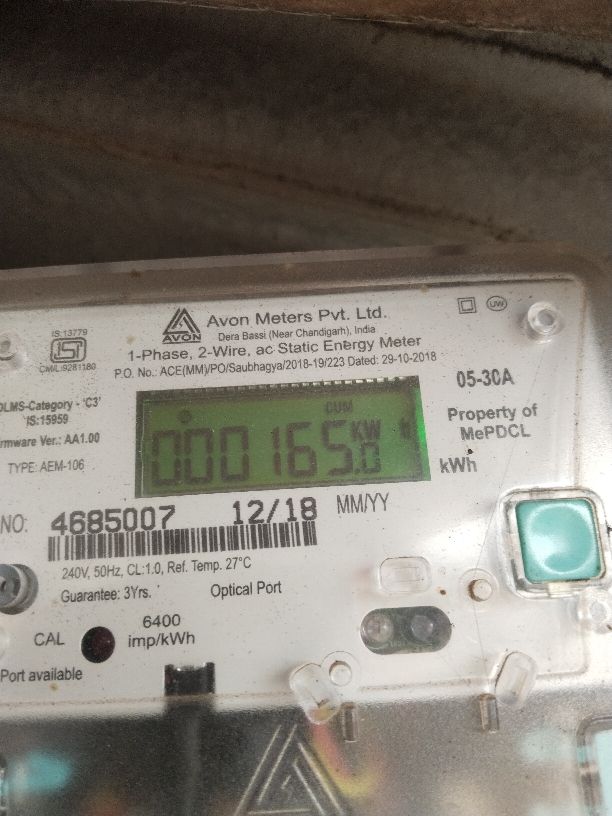 Avon Meters Pvt. Ltd.
AVON
Dera Bassi (Near Chandigarh), India
1-Phase, 2-Wire, ac Static Energy Meter
P.O. No.: ACE(MM)/PO/Saubhagya/2018-19/223 Dated: 29-10-2018
UW
IS:13779
ISI
CM/L:9281180
DLMS-Category - 'C3'
IS:15959
rmware Ver.: AA1.00
TYPE: AEM-106
CUM
000165.0 KW
kWh
05-30A
Property of
MePDCL
NO: 4685007 12/18 MM/YY
240V, 50Hz, CL:1.0, Ref. Temp. 27°C
Guarantee: 3Yrs. Optical Port
CAL 6400
imp/kWh
Port available